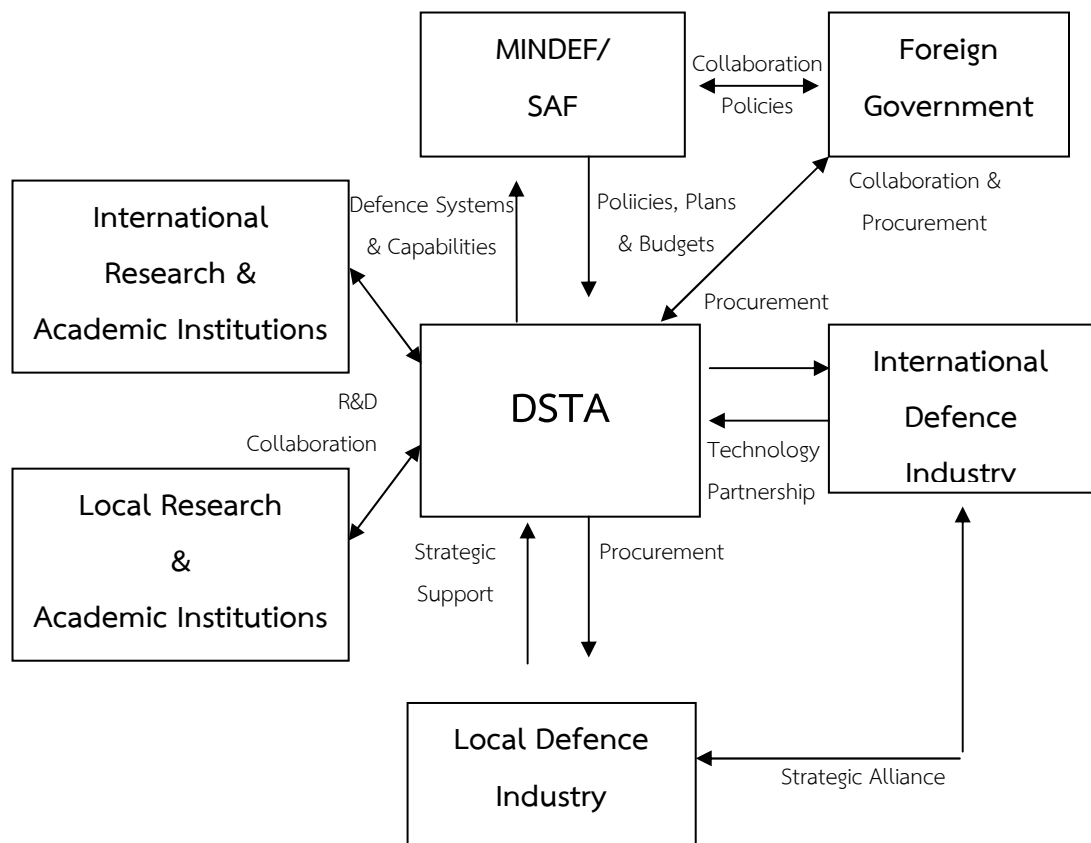 MINDEF/
SAF
Collaboration
Policies
Foreign
Government
International
Research &
Academic Institutions
Defence Systems
& Capabilities
Poliicies, Plans
& Budgets
Collaboration &
Procurement
Procurement
DSTA
International
Defence
Industry
R&D
Collaboration
Technology
Partnership
Local Research
&
Academic Institutions
Strategic
Support
Procurement
Local Defence
Industry
Strategic Alliance